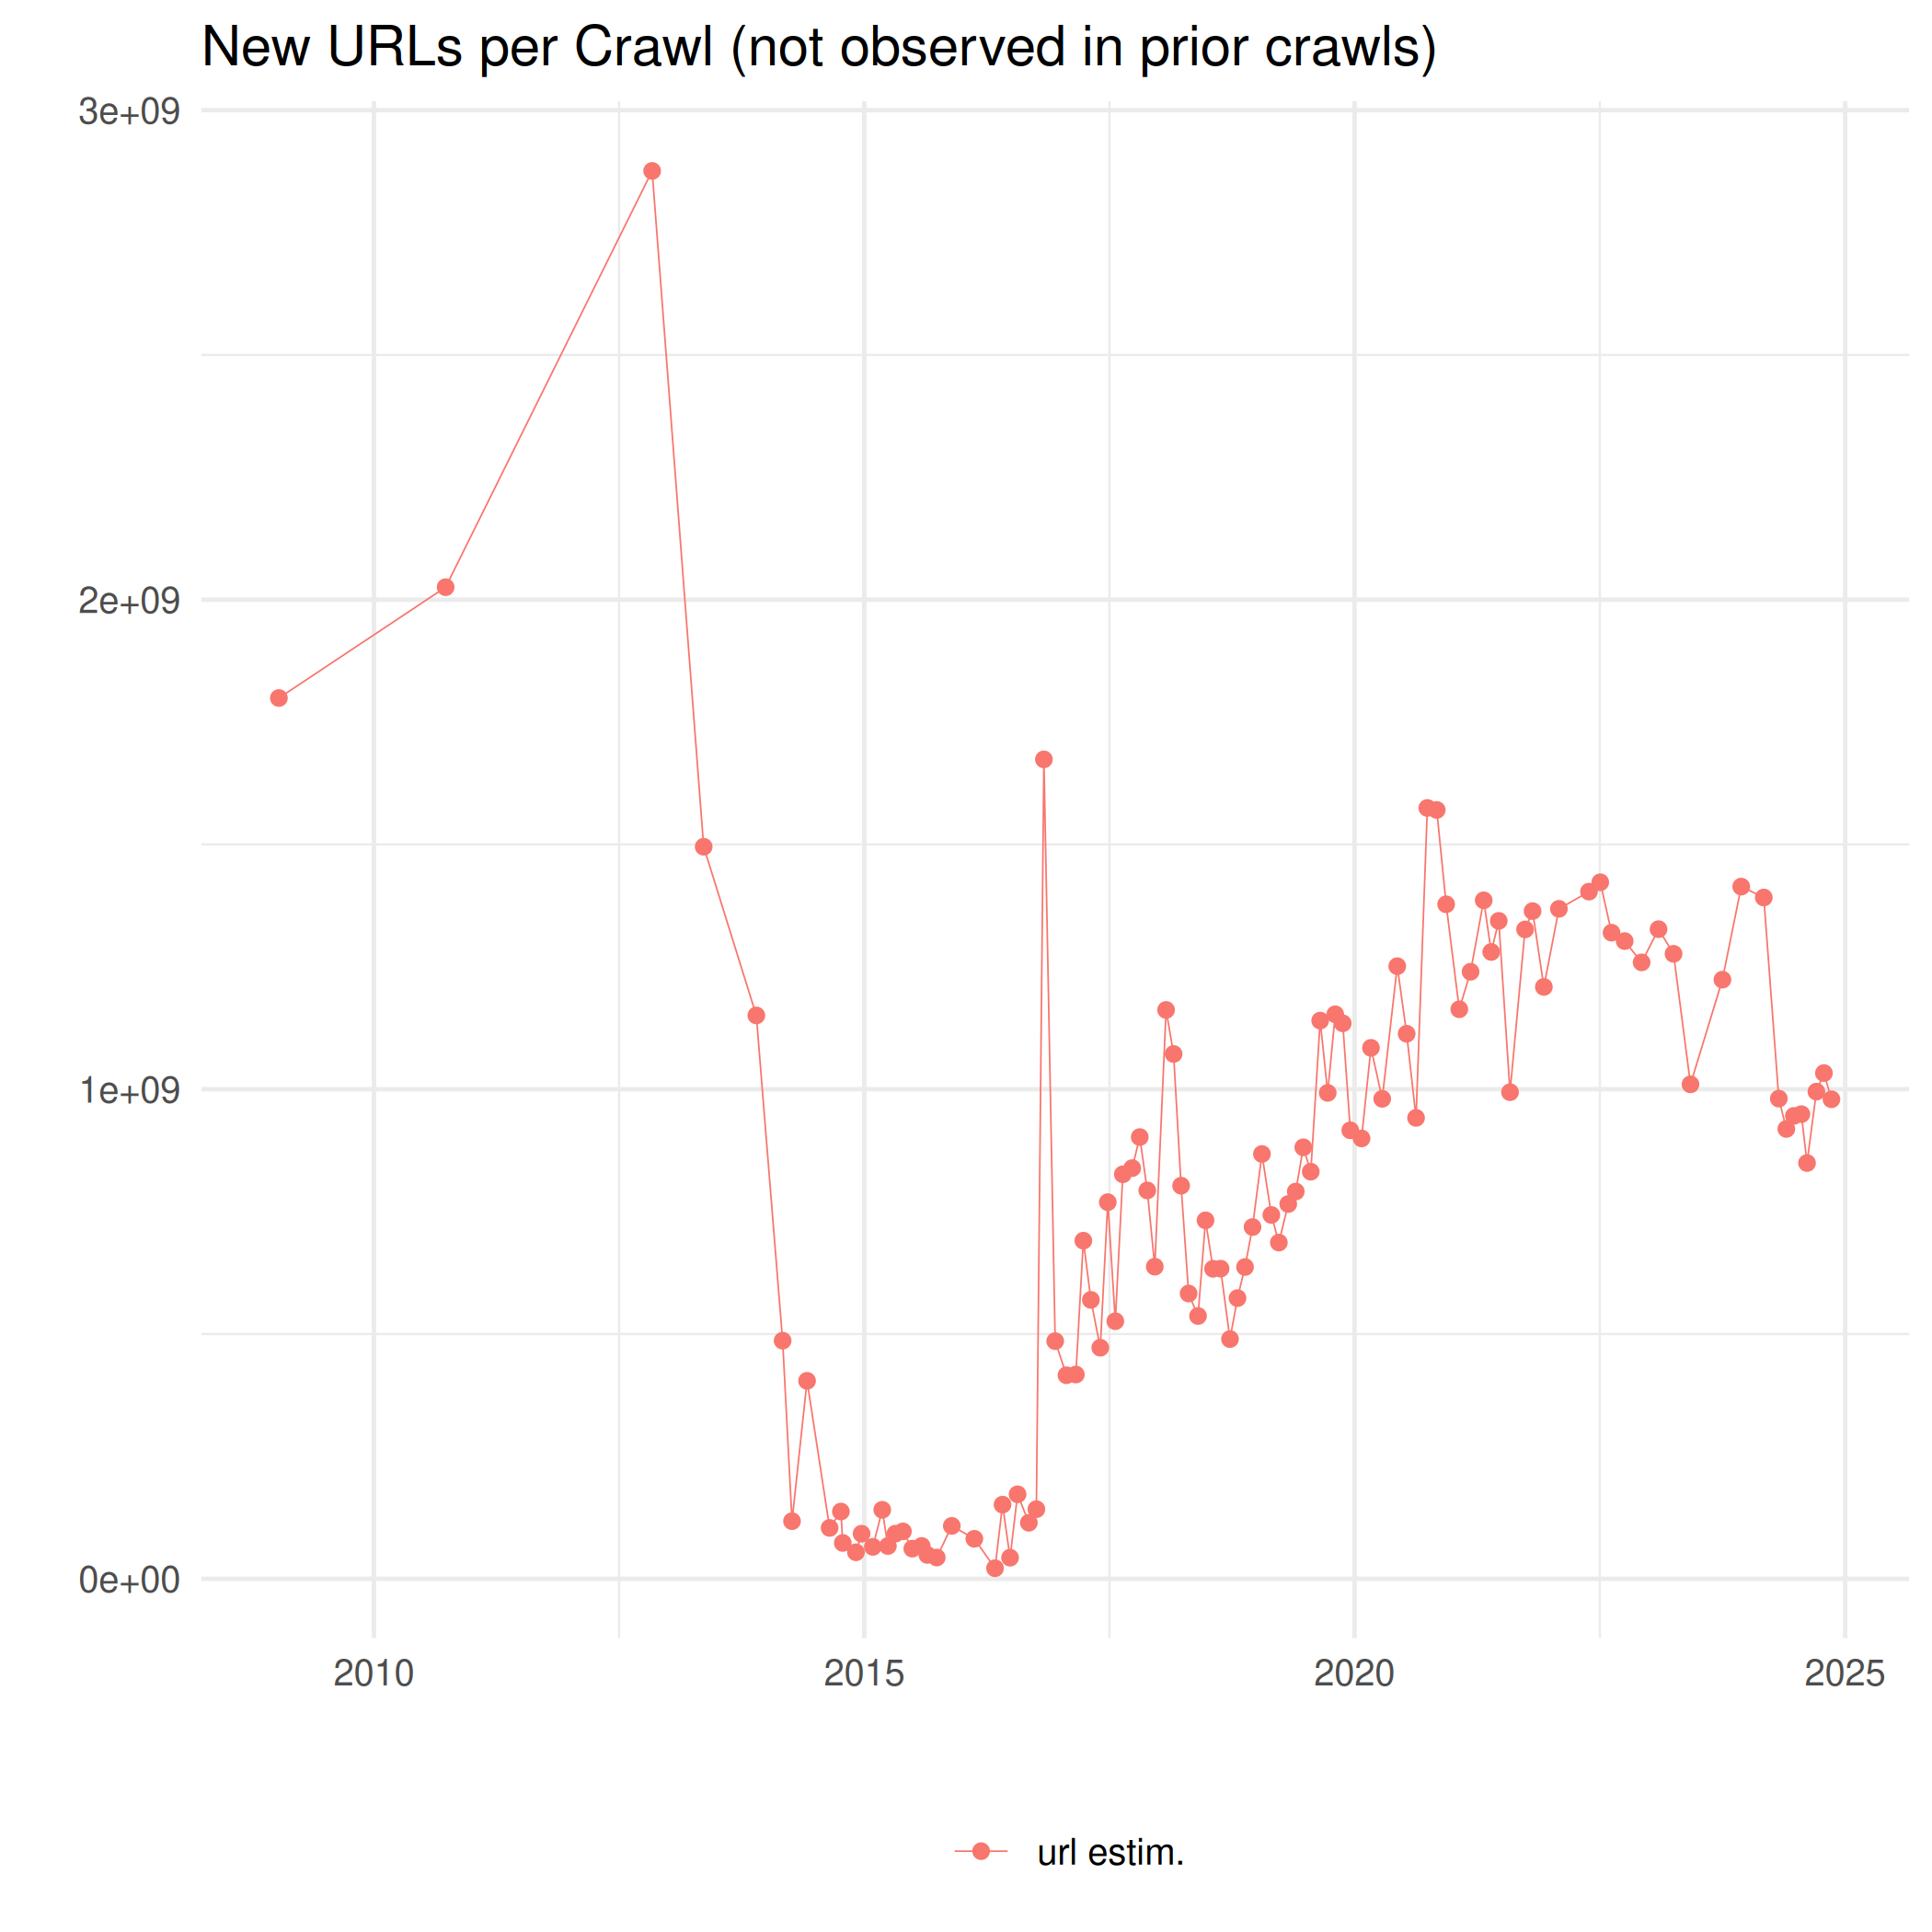 New URLs per Crawl (not observed in prior crawls)
3e+09
2e+09
1e+09
0e+00
2010 2015 2020 2025
url estim.